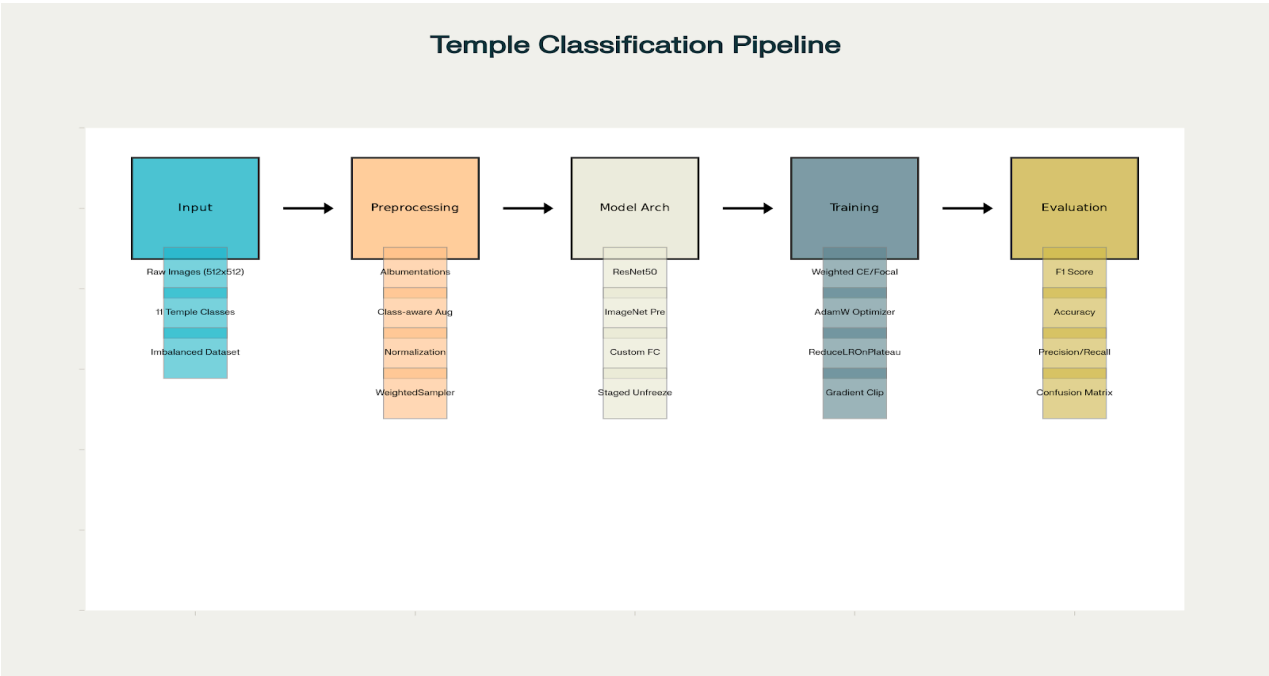 Temple Classification Pipeline
Input
Raw Images (512x512)
11 Temple Classes
Imbalanced Dataset
Preprocessing
Albumentations
Class-aware Aug
Normalization
WeightedSampler
Model Arch
ResNet50
ImageNet Pre
Custom FC
Staged Unfreeze
Training
Weighted CE/Focal
AdamW Optimizer
ReduceLROnPlateau
Gradient Clip
Evaluation
F1 Score
Accuracy
Precision/Recall
Confusion Matrix